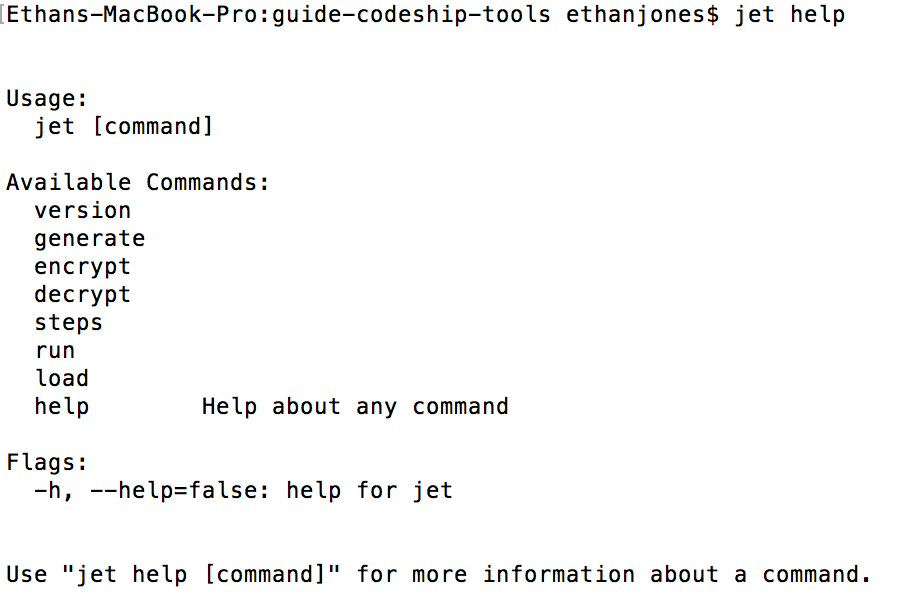 [Ethans-MacBook-Pro:guide-codeship-tools ethanjones$ jet help
Usage:
jet [command]
Available Commands:
version
generate
encrypt
decrypt
steps
run
load
help Help about any command
Flags:
-h, --help=false: help for jet
Use "jet help [command]" for more information about a command.